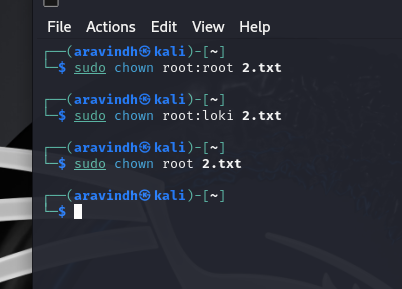 File Actions Edit View Help
┌──(aravindh㉿kali)-[~]
└─$ sudo chown root:root 2.txt
┌──(aravindh㉿kali)-[~]
└─$ sudo chown root:loki 2.txt
┌──(aravindh㉿kali)-[~]
└─$ sudo chown root 2.txt
┌──(aravindh㉿kali)-[~]
└─$